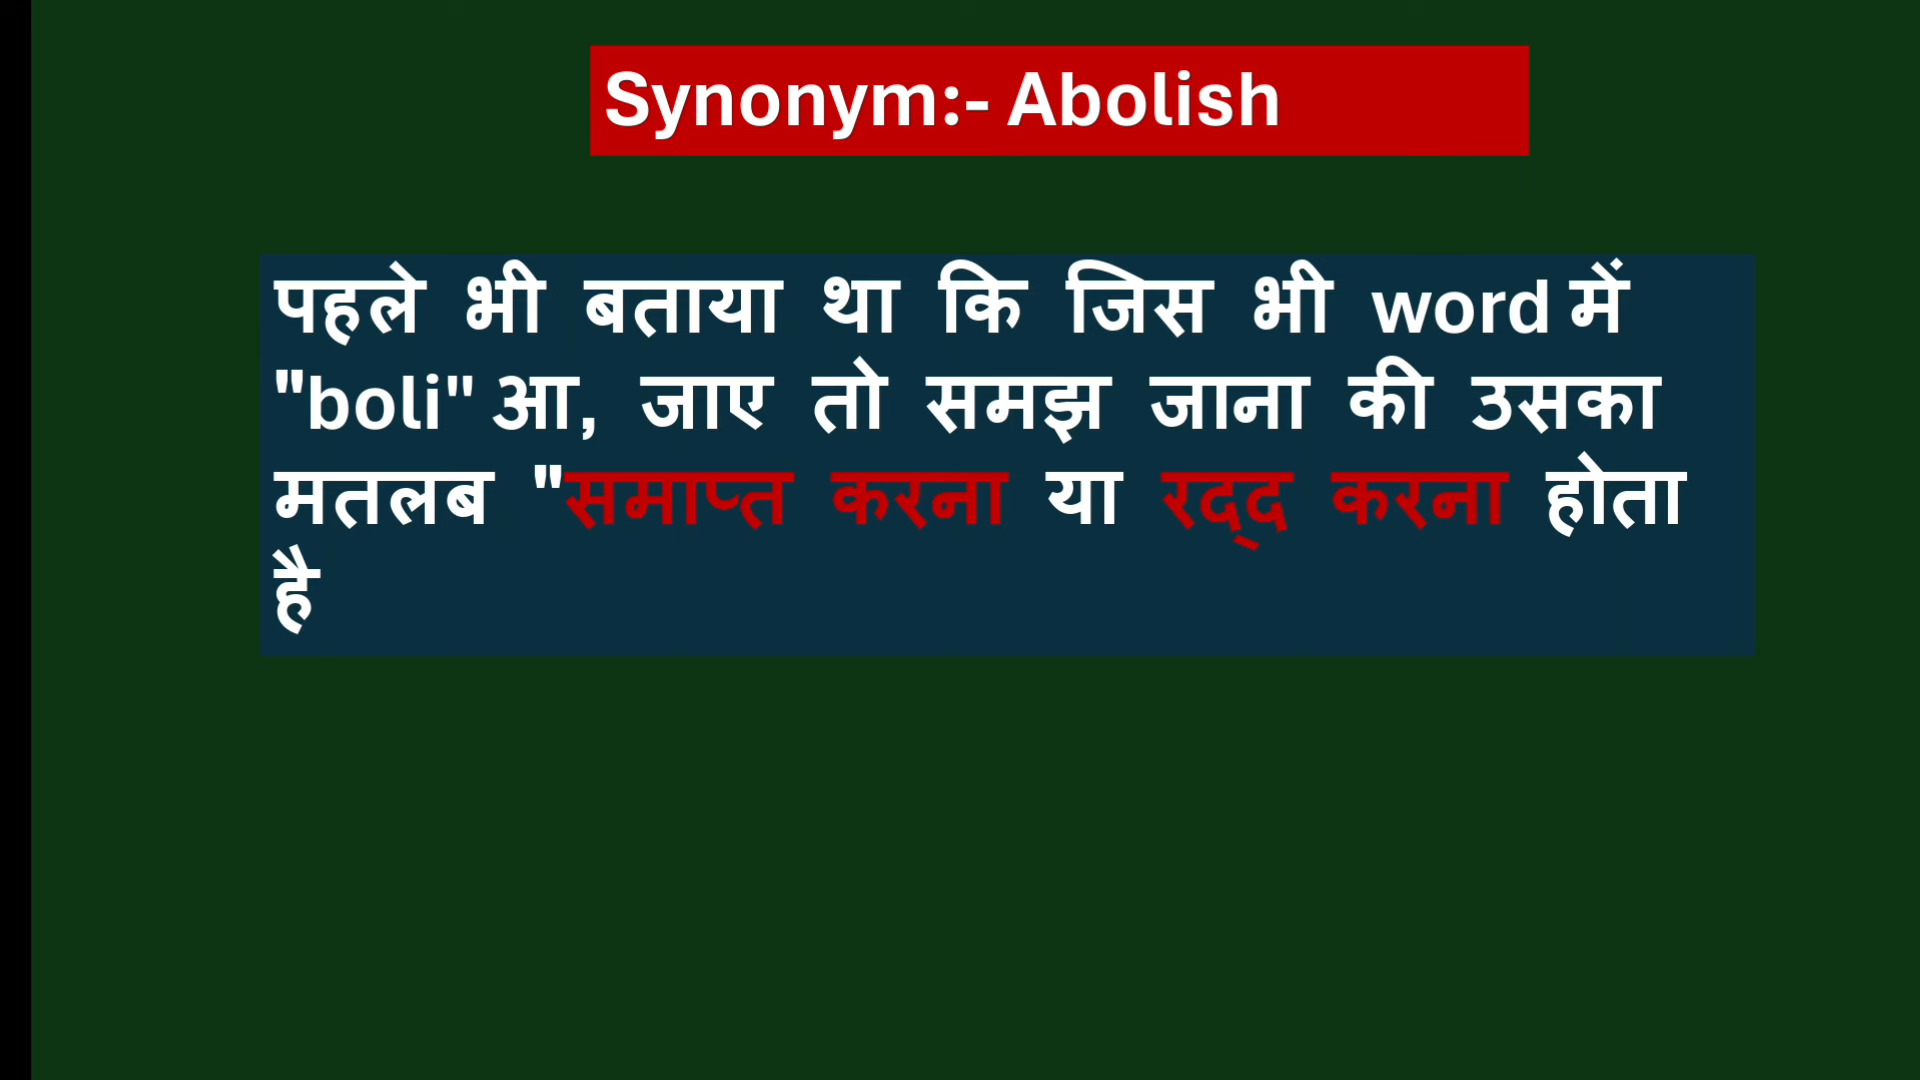 Synonym:- Abolish
पहले भी बताया था कि जिस भी word में
"boli" आ, जाए तो समझ जाना की उसका
मतलब "समाप्त करना या रद्द करना होता
है